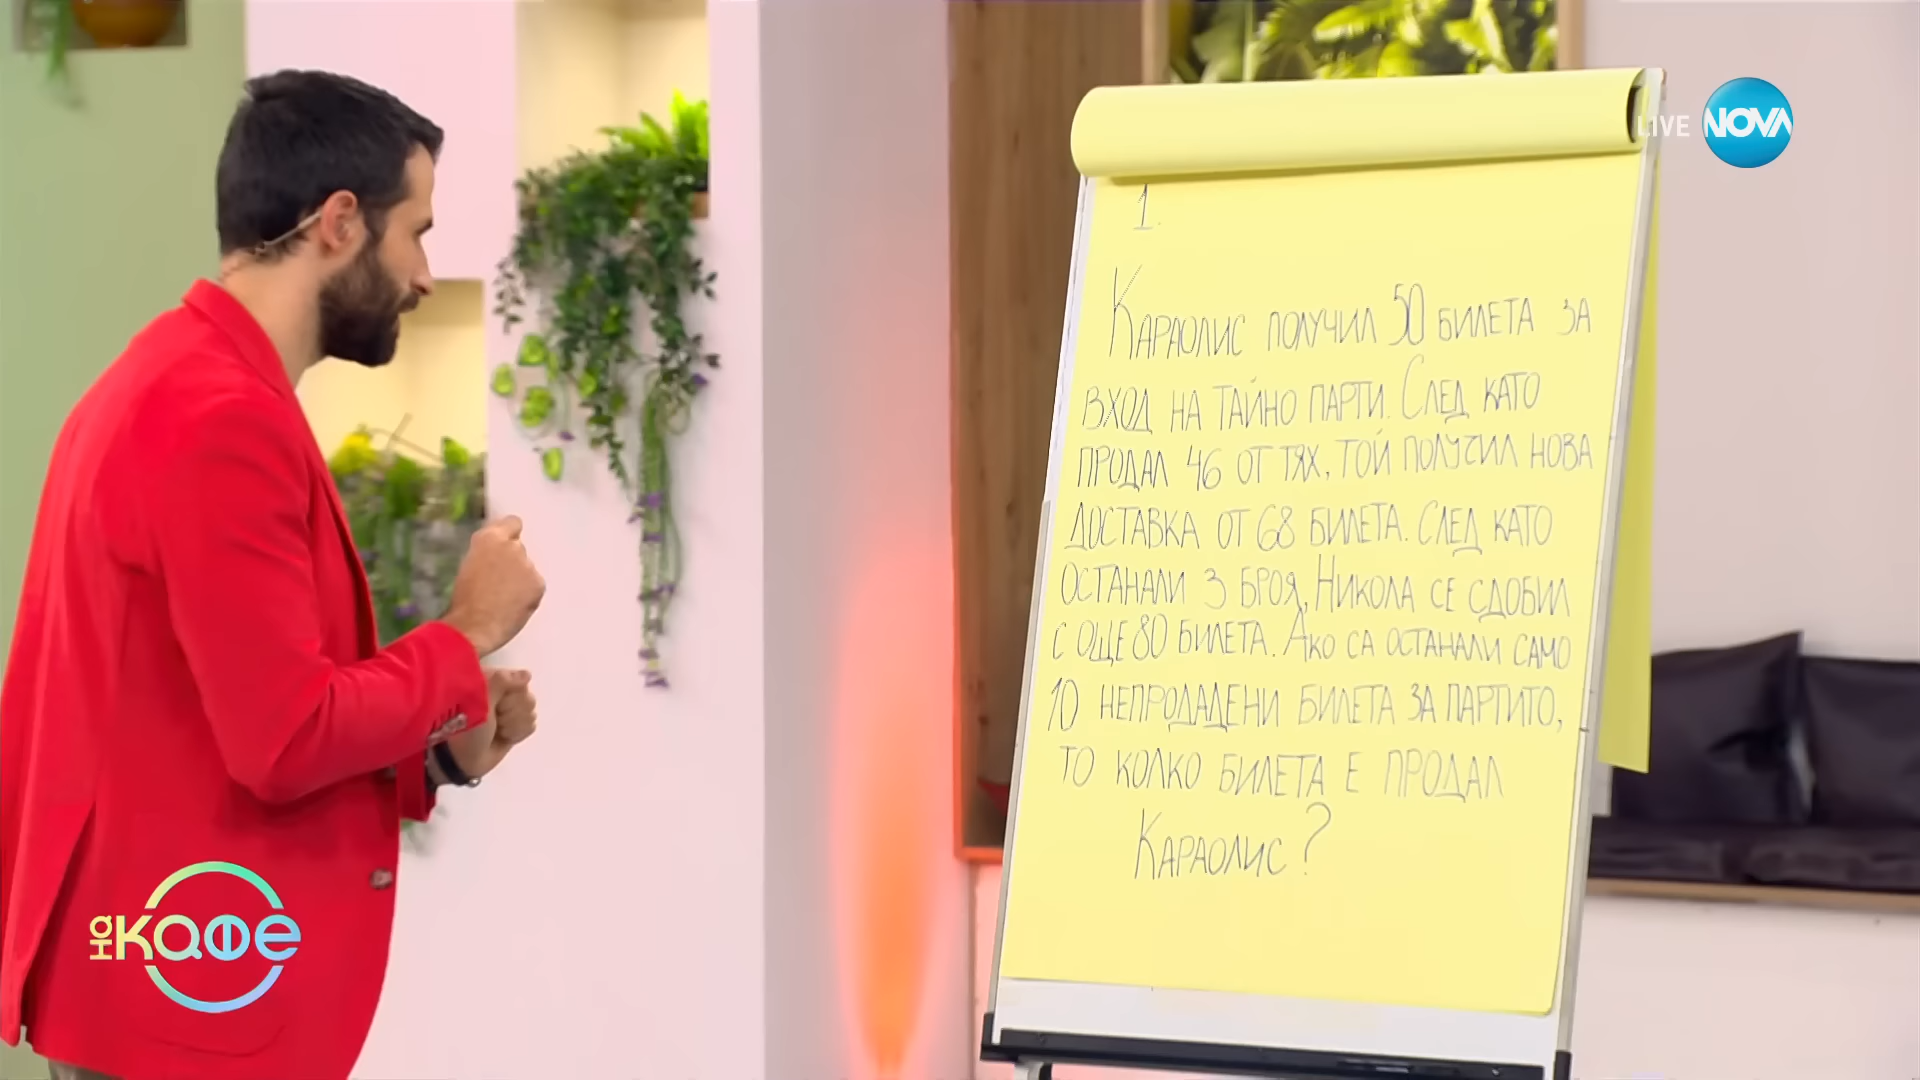 LIVE NOVA
1.
Караолис получил 50 билета за
вход на тайно парти. След като
продал 46 от тях, той получил нова
доставка от 68 билета. След като
останали 3 броя, Никола се сдобил
с още 80 билета. Ако са останали само
10 непродадени билета за партито,
то колко билета е продал
Караолис?
на кафе